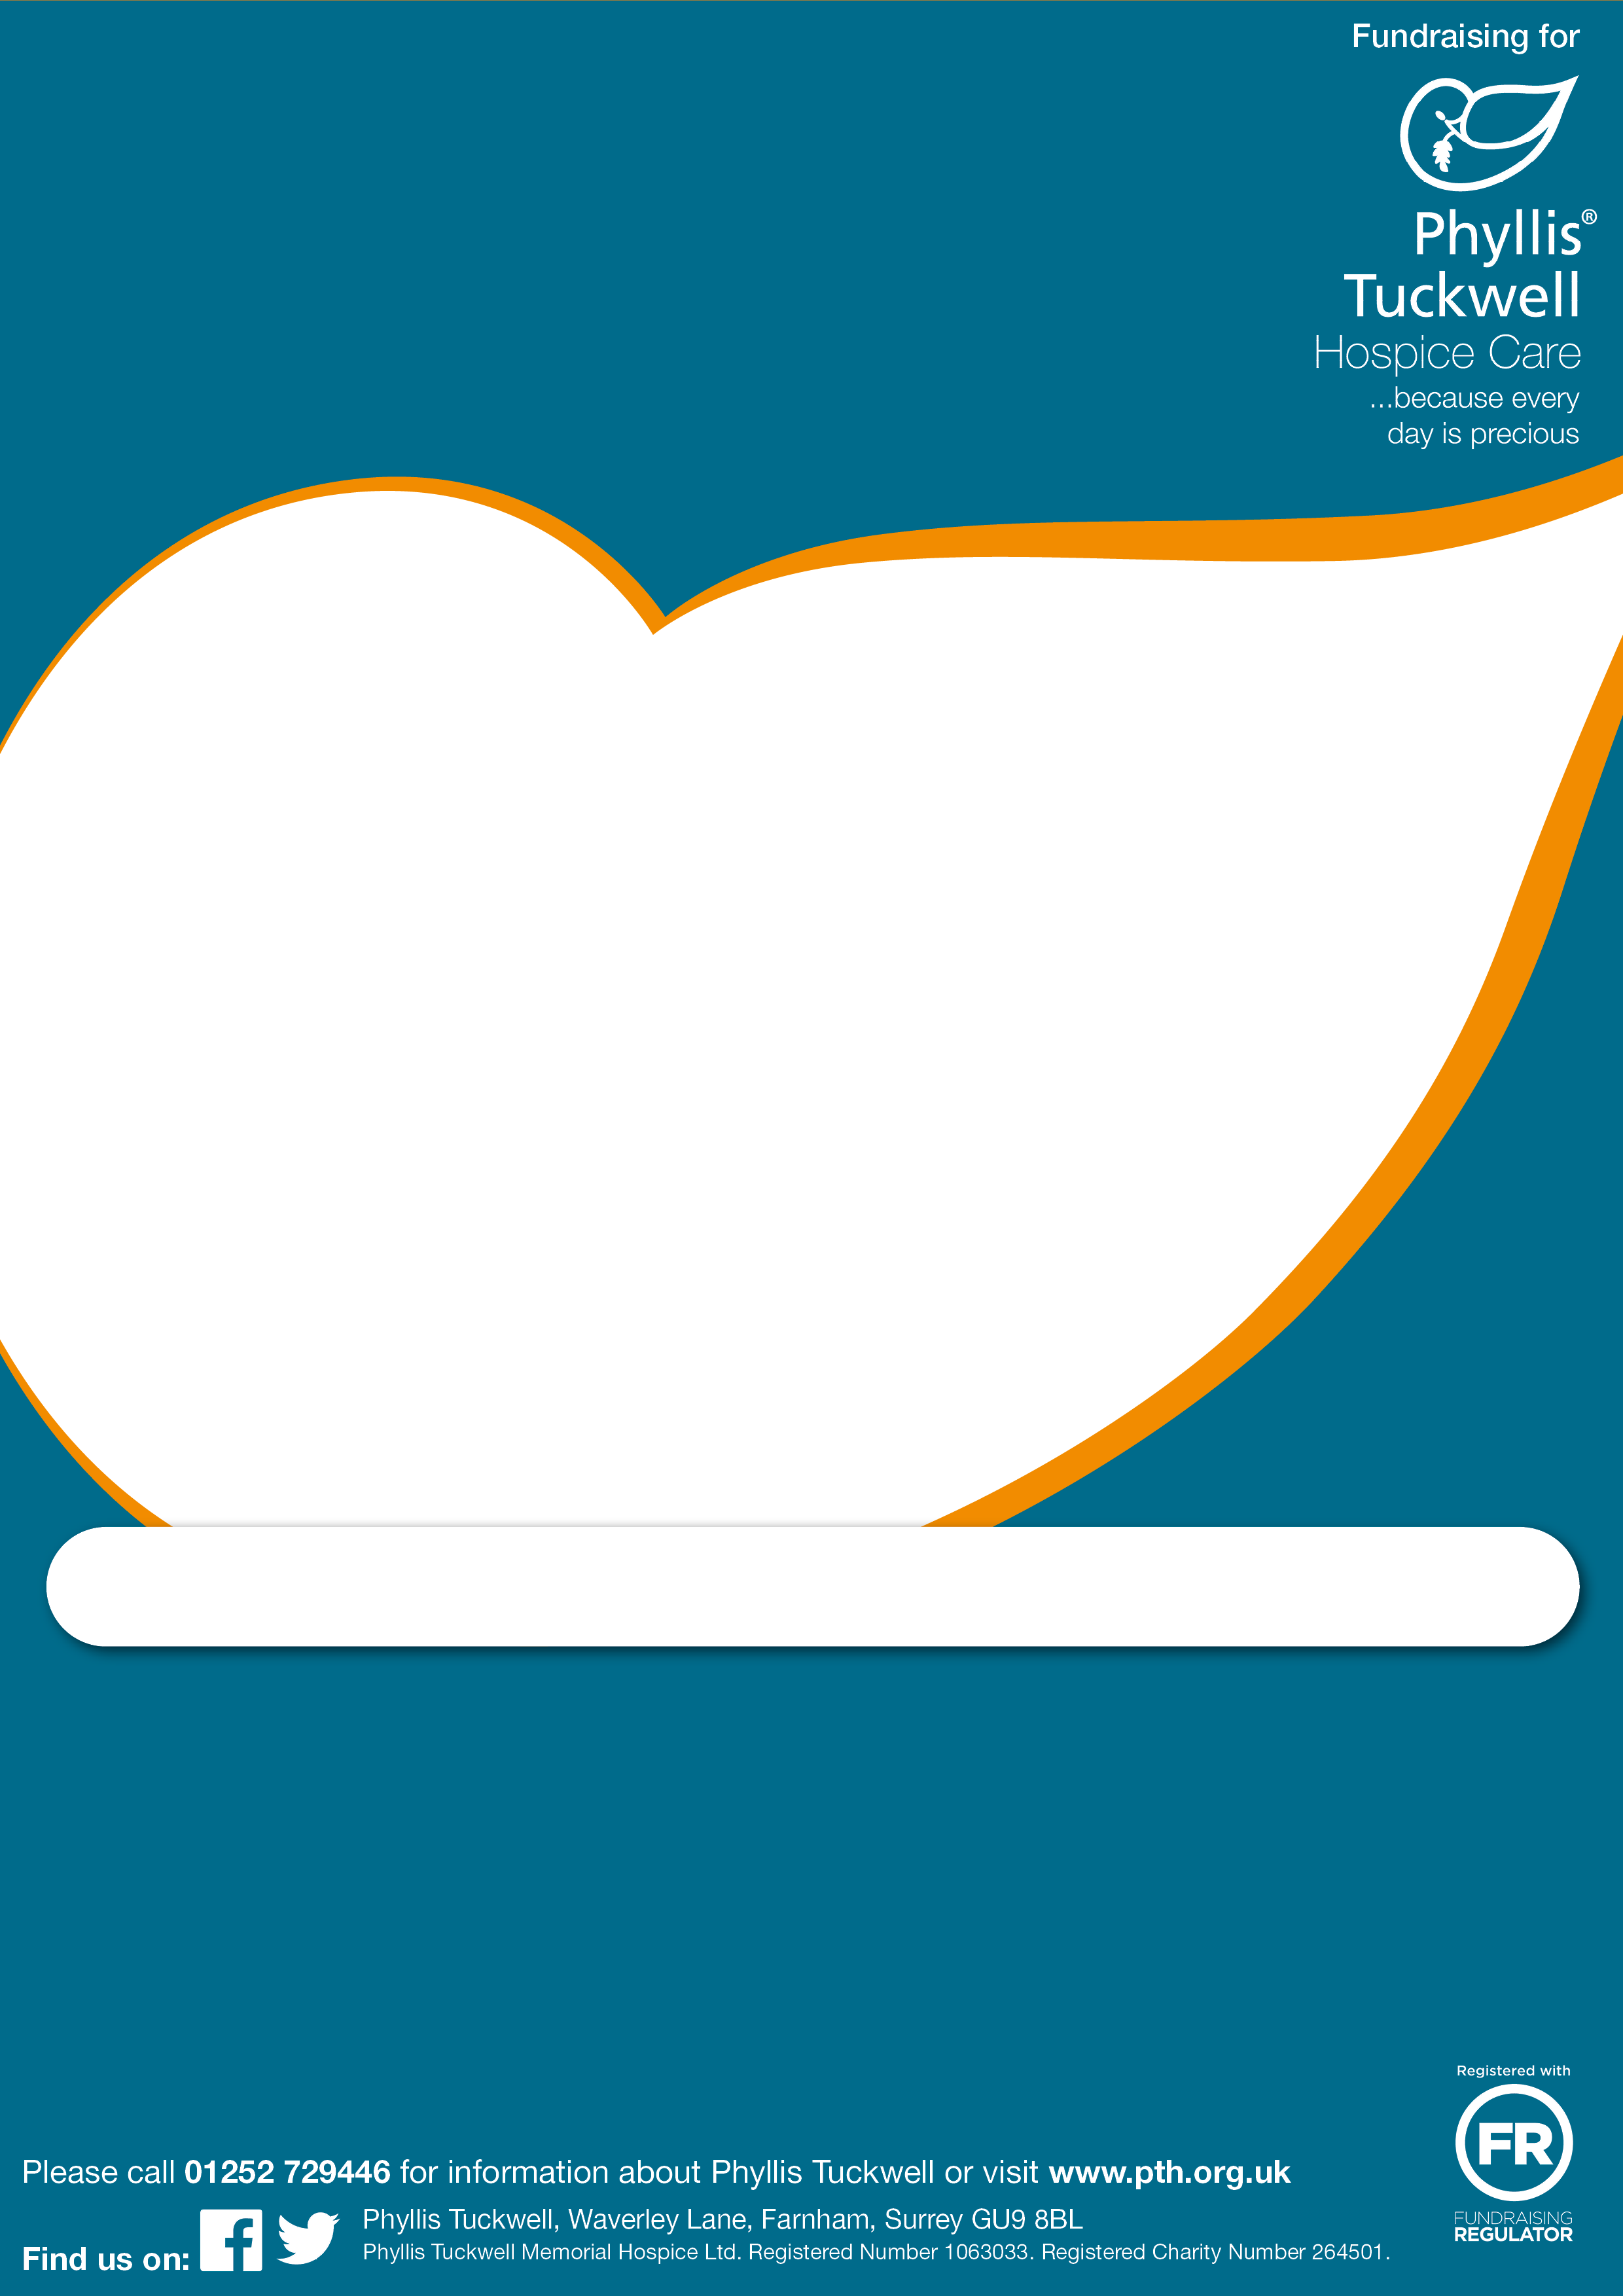 Fundraising for
Phyllis®
Tuckwell
Hospice Care
...because every
day is precious
Registered with
FR
FUNDRAISING
REGULATOR
Please call 01252 729446 for information about Phyllis Tuckwell or visit www.pth.org.uk
Find us on:
Phyllis Tuckwell, Waverley Lane, Farnham, Surrey GU9 8BL
Phyllis Tuckwell Memorial Hospice Ltd. Registered Number 1063033. Registered Charity Number 264501.